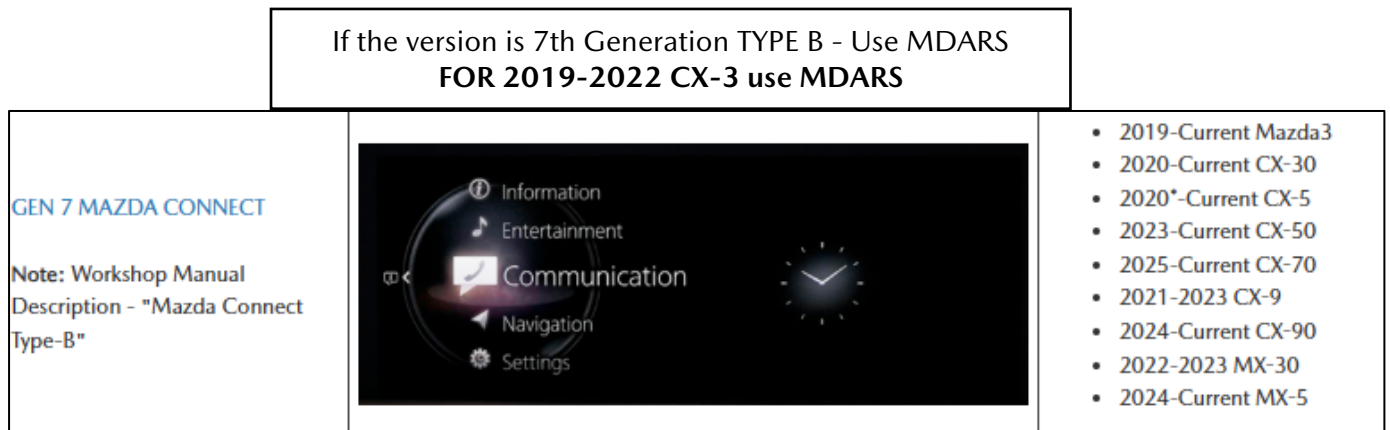 If the version is 7th Generation TYPE B - Use MDARS
FOR 2019-2022 CX-3 use MDARS
GEN 7 MAZDA CONNECT
Note: Workshop Manual
Description - "Mazda Connect
Type-B"
Information
Entertainment
Communication
Navigation
Settings
• 2019-Current Mazda3
• 2020-Current CX-30
• 2020*-Current CX-5
• 2023-Current CX-50
• 2025-Current CX-70
• 2021-2023 CX-9
• 2024-Current CX-90
• 2022-2023 MX-30
• 2024-Current MX-5